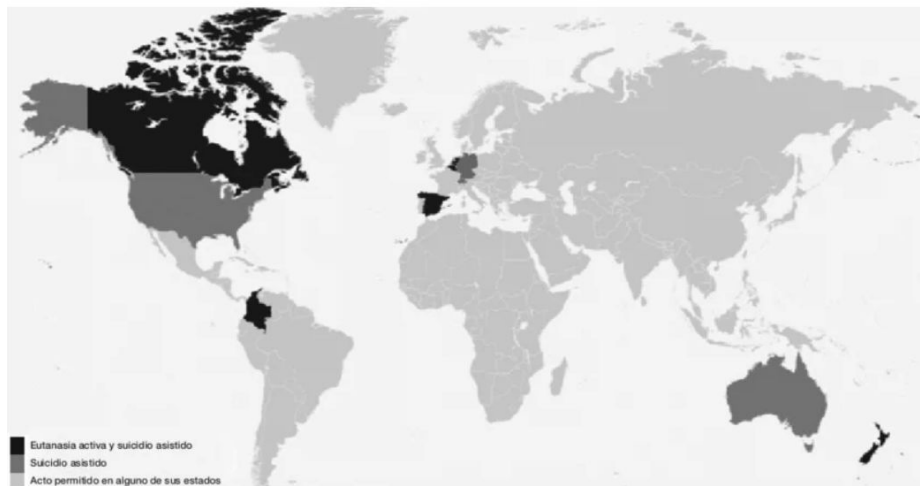 Eutanasia activa y suicidio asistido
Suicidio asistido
Acto permitido en alguno de sus estados